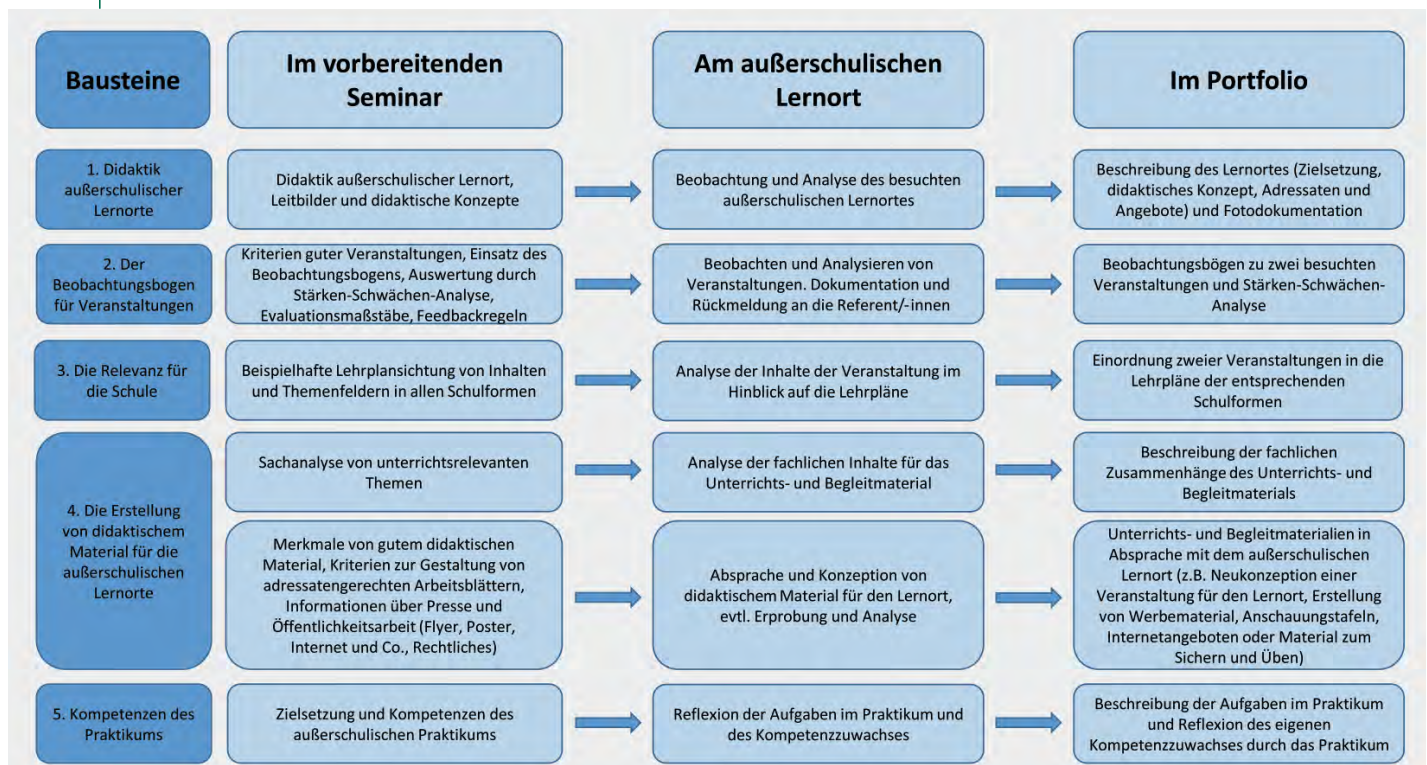 Bausteine
Im vorbereitenden
Seminar
Am außerschulischen
Lernort
Im Portfolio
1. Didaktik
außerschulischer
Lernorte
Didaktik außerschulischer Lernort,
Leitbilder und didaktische Konzepte
Beobachtung und Analyse des besuchten
außerschulischen Lernortes
Beschreibung des Lernortes (Zielsetzung,
didaktisches Konzept, Adressaten und
Angebote) und Fotodokumentation
2. Der
Beobachtungsbogen
für Veranstaltungen
Kriterien guter Veranstaltungen, Einsatz des
Beobachtungsbogens, Auswertung durch
Stärken-Schwächen-Analyse,
Evaluationsmaßstäbe, Feedbackregeln
Beobachten und Analysieren von
Veranstaltungen. Dokumentation und
Rückmeldung an die Referent/-innen
Beobachtungsbögen zu zwei besuchten
Veranstaltungen und Stärken-Schwächen-
Analyse
3. Die Relevanz für
die Schule
Beispielhafte Lehrplansichtung von Inhalten
und Themenfeldern in allen Schulformen
Analyse der Inhalte der Veranstaltung im
Hinblick auf die Lehrpläne
Einordnung zweier Veranstaltungen in die
Lehrpläne der entsprechenden
Schulformen
4. Die Erstellung
von didaktischem
Material für die
außerschulischen
Lernorte
Sachanalyse von unterrichtsrelevanten
Themen
Analyse der fachlichen Inhalte für das
Unterrichts- und Begleitmaterial
Beschreibung der fachlichen
Zusammenhänge des Unterrichts- und
Begleitmaterials
Merkmale von gutem didaktischen
Material, Kriterien zur Gestaltung von
adressatengerechten Arbeitsblättern,
Informationen über Presse und
Öffentlichkeitsarbeit (Flyer, Poster,
Internet und Co., Rechtliches)
Absprache und Konzeption von
didaktischem Material für den Lernort,
evtl. Erprobung und Analyse
Unterrichts- und Begleitmaterialien in
Absprache mit dem außerschulischen
Lernort (z.B. Neukonzeption einer
Veranstaltung für den Lernort, Erstellung
von Werbematerial, Anschauungstafeln,
Internetangeboten oder Material zum
Sichern und Üben)
5. Kompetenzen des
Praktikums
Zielsetzung und Kompetenzen des
außerschulischen Praktikums
Reflexion der Aufgaben im Praktikum und
des Kompetenzzuwachses
Beschreibung der Aufgaben im Praktikum
und Reflexion des eigenen
Kompetenzzuwachses durch das Praktikum